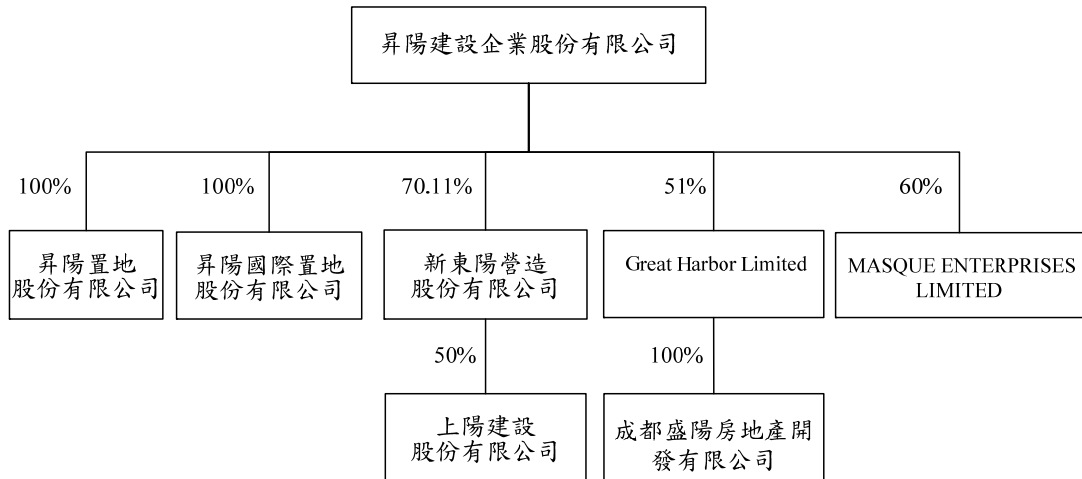 昇陽建設企業股份有限公司
100%
100%
70.11%
51%
60%
昇陽置地
股份有限公司
昇陽國際置地
股份有限公司
新東陽營造
股份有限公司
Great Harbor Limited
MASQUE ENTERPRISES
LIMITED
50%
100%
上陽建設
股份有限公司
成都盛陽房地產開
發有限公司